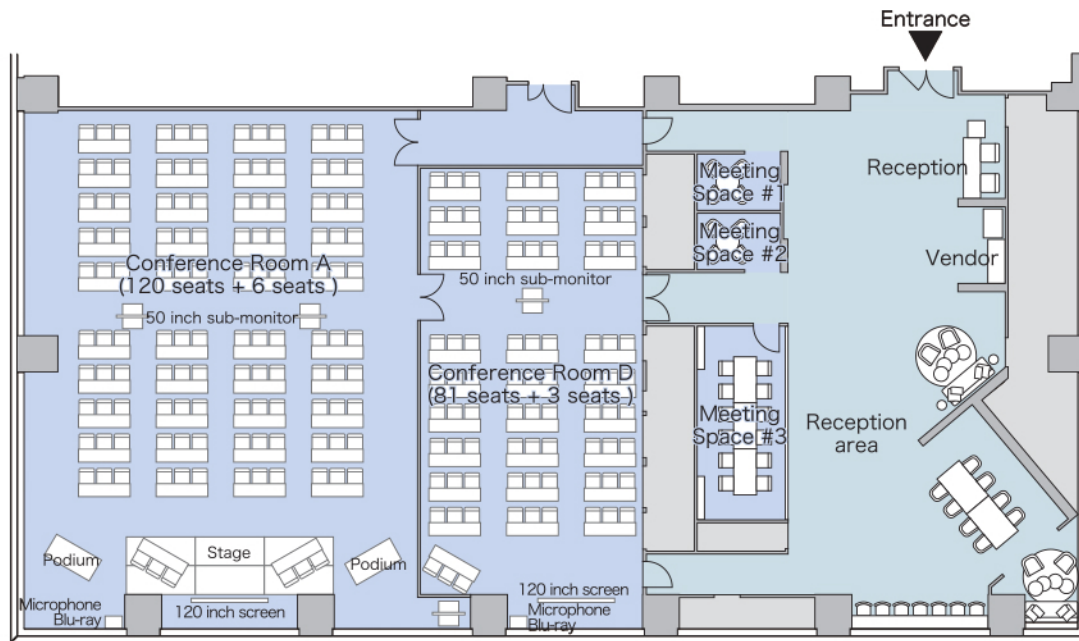 Entrance
Reception
Meeting
Space #1
Meeting
Space #2
Vendor
Conference Room A
(120 seats + 6 seats )
50 inch sub-monitor
50 inch sub-monitor
Conference Room D
(81 seats + 3 seats )
Meeting
Space #3
Reception
area
Podium
Stage
Podium
120 inch screen
Microphone
Blu-ray
120 inch screen
Microphone
Blu-ray